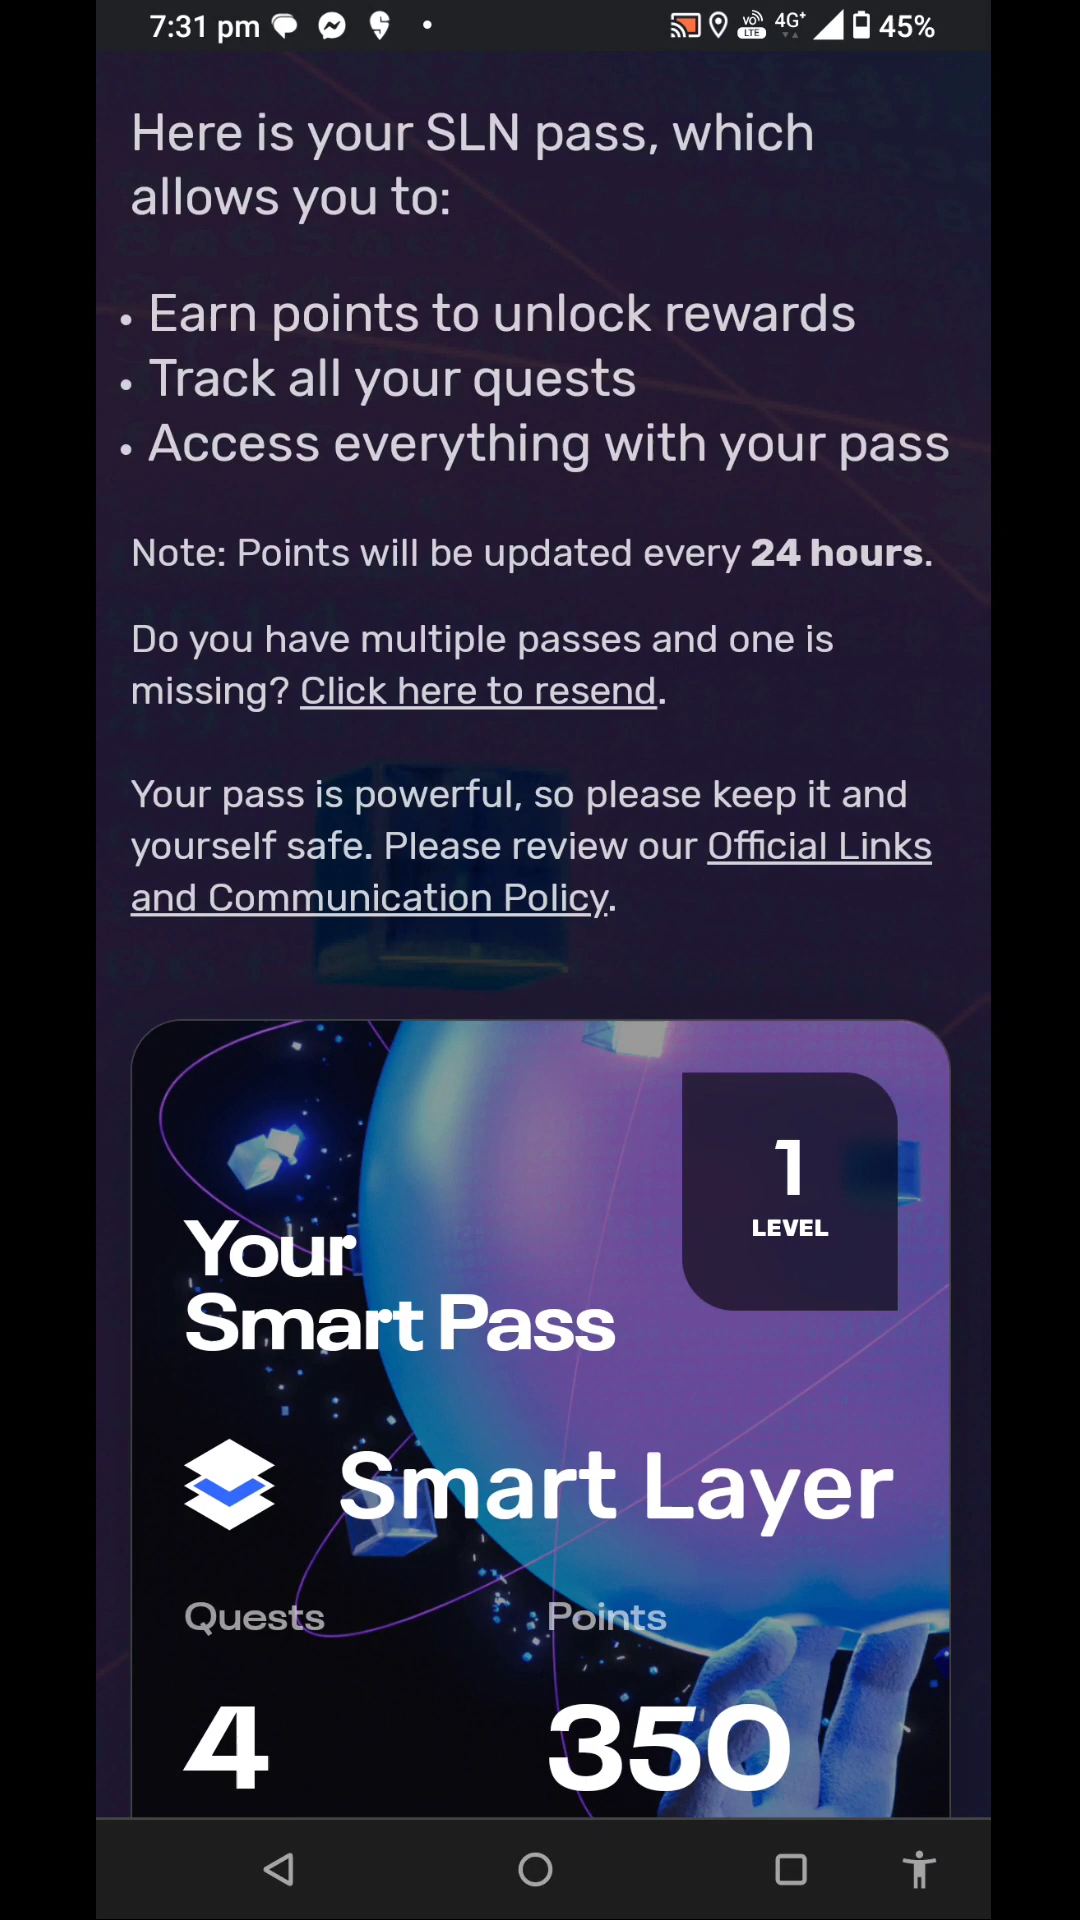 7:31 pm VO LTE 4G+ 45%
Here is your SLN pass, which
allows you to:
• Earn points to unlock rewards
• Track all your quests
• Access everything with your pass
Note: Points will be updated every 24 hours.
Do you have multiple passes and one is
missing? Click here to resend.
Your pass is powerful, so please keep it and
yourself safe. Please review our Official Links
and Communication Policy.
1
LEVEL
Your
Smart Pass
Smart Layer
Quests Points
4 350